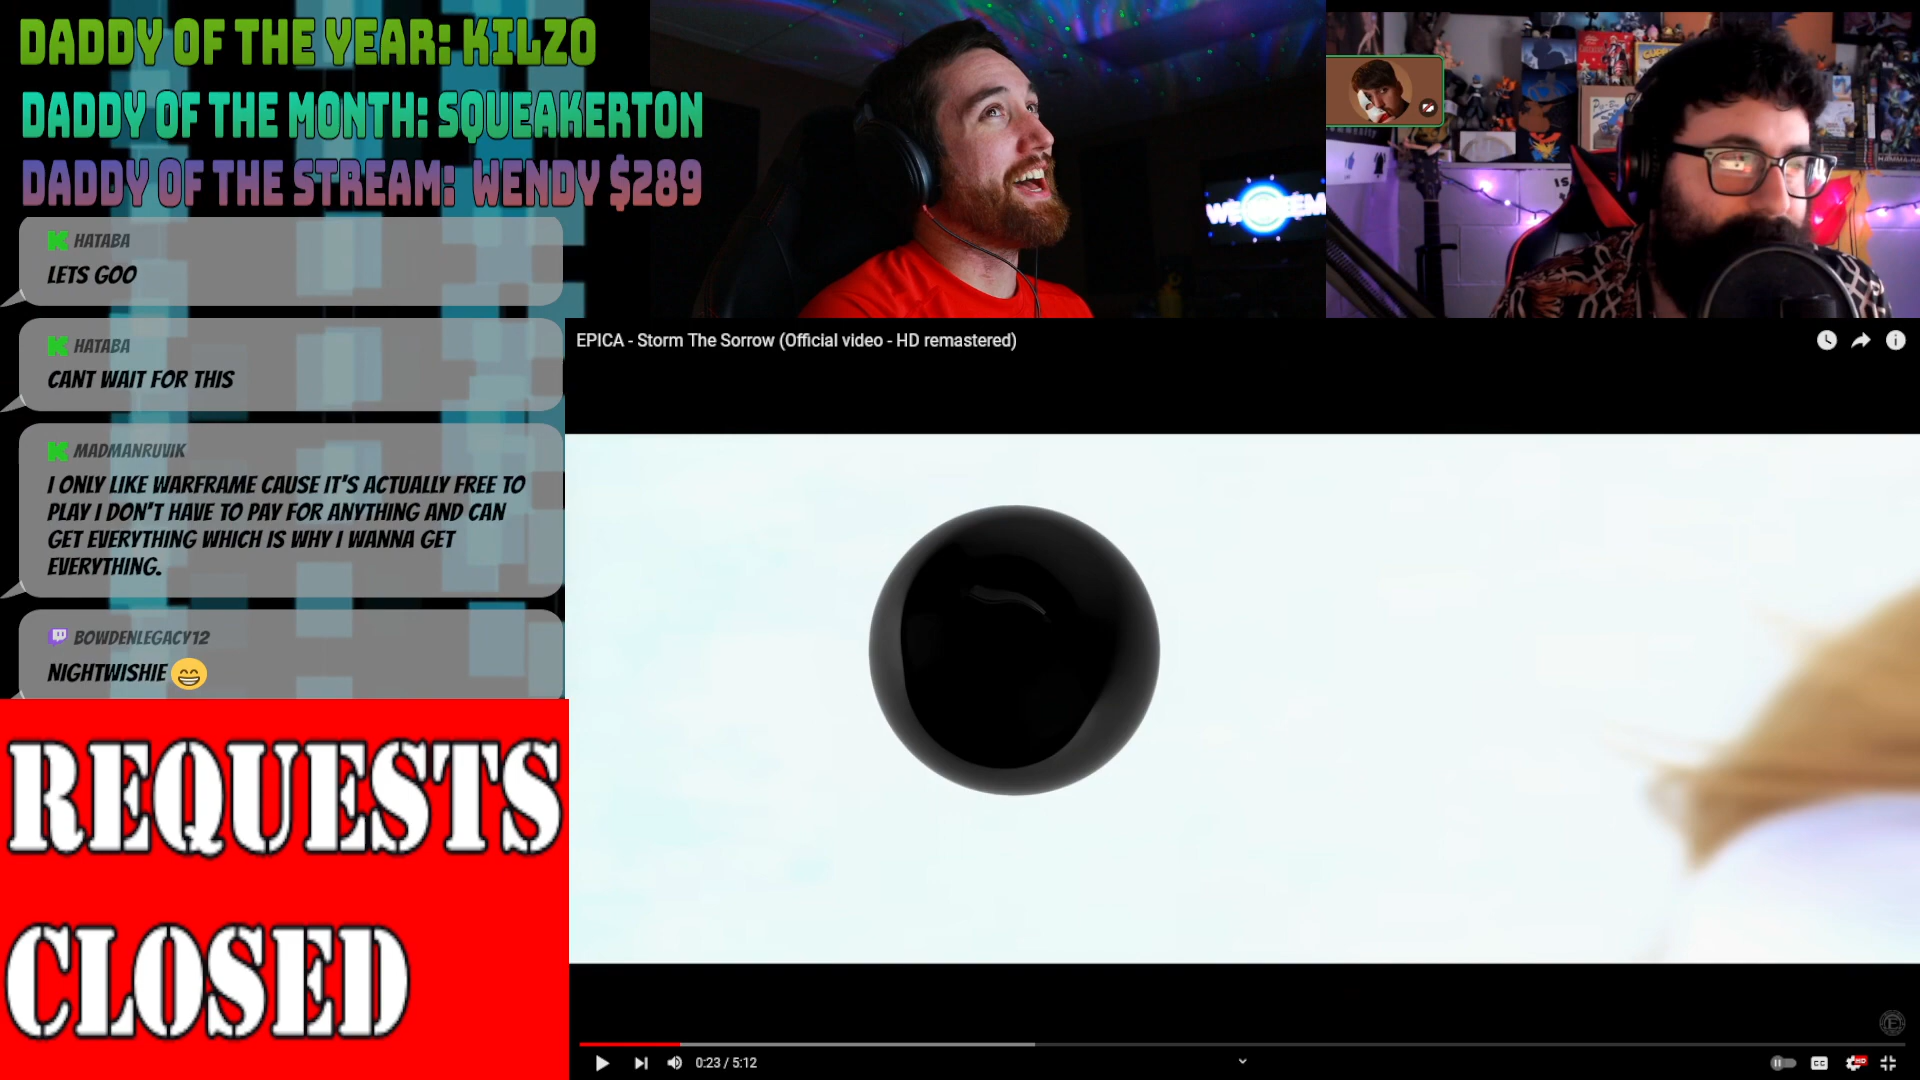 DADDY OF THE YEAR: KILZO
DADDY OF THE MONTH: SQUEAKERTON
DADDY OF THE STREAM: WENDY $289
HATABA
LETS GOO
HATABA
CANT WAIT FOR THIS
MADMANRUVIK
I ONLY LIKE WARFRAME CAUSE IT'S ACTUALLY FREE TO
PLAY I DON'T HAVE TO PAY FOR ANYTHING AND CAN
GET EVERYTHING WHICH IS WHY I WANNA GET
EVERYTHING.
BOWDENLEGACY12
NIGHTWISHIE 😄
REQUESTS
CLOSED
EPICA - Storm The Sorrow (Official video - HD remastered)
0:23 / 5:12
CC
HD